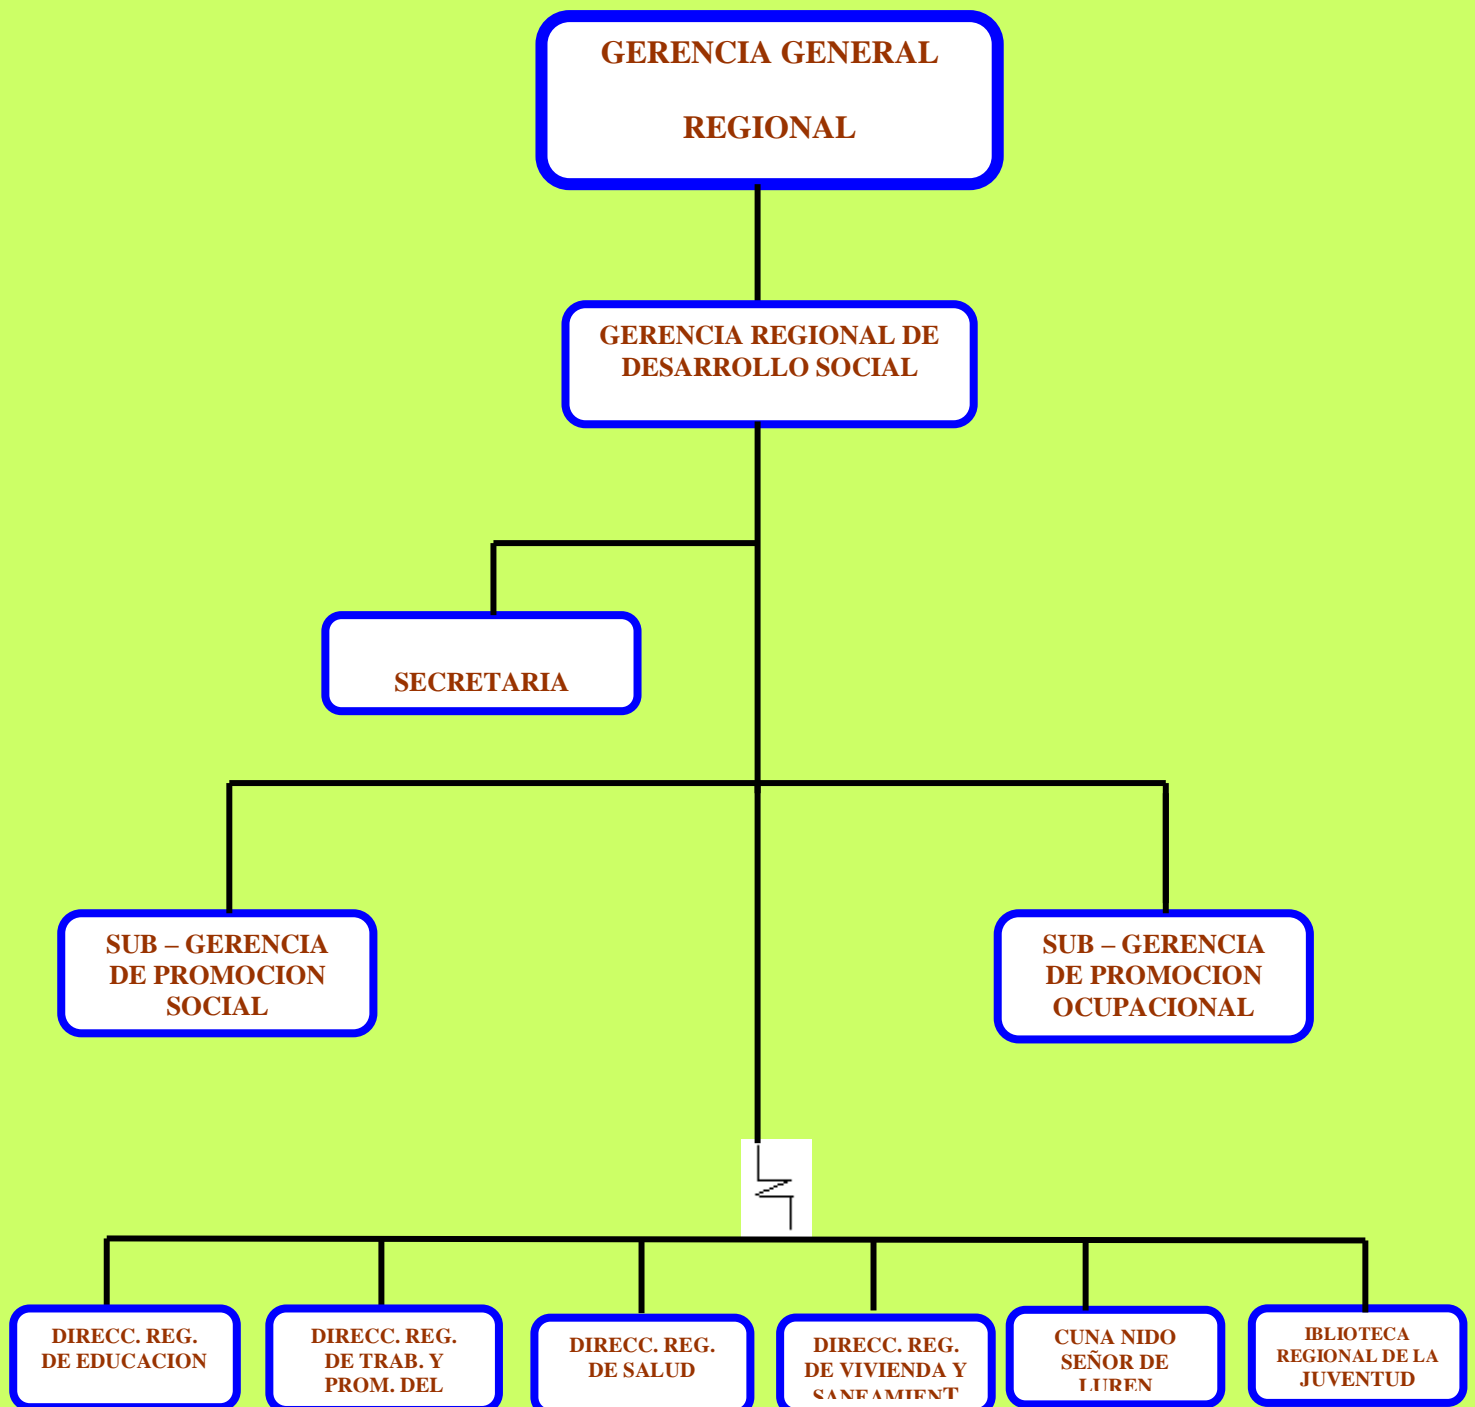 GERENCIA GENERAL
REGIONAL
GERENCIA REGIONAL DE
DESARROLLO SOCIAL
SECRETARIA
SUB – GERENCIA
DE PROMOCION
SOCIAL
SUB – GERENCIA
DE PROMOCION
OCUPACIONAL
DIRECC. REG.
DE EDUCACION
DIRECC. REG.
DE TRAB. Y
PROM. DEL
DIRECC. REG.
DE SALUD
DIRECC. REG.
DE VIVIENDA Y
SANEAMIENT
CUNA NIDO
SEÑOR DE
LUREN
IBLIOTECA
REGIONAL DE LA
JUVENTUD